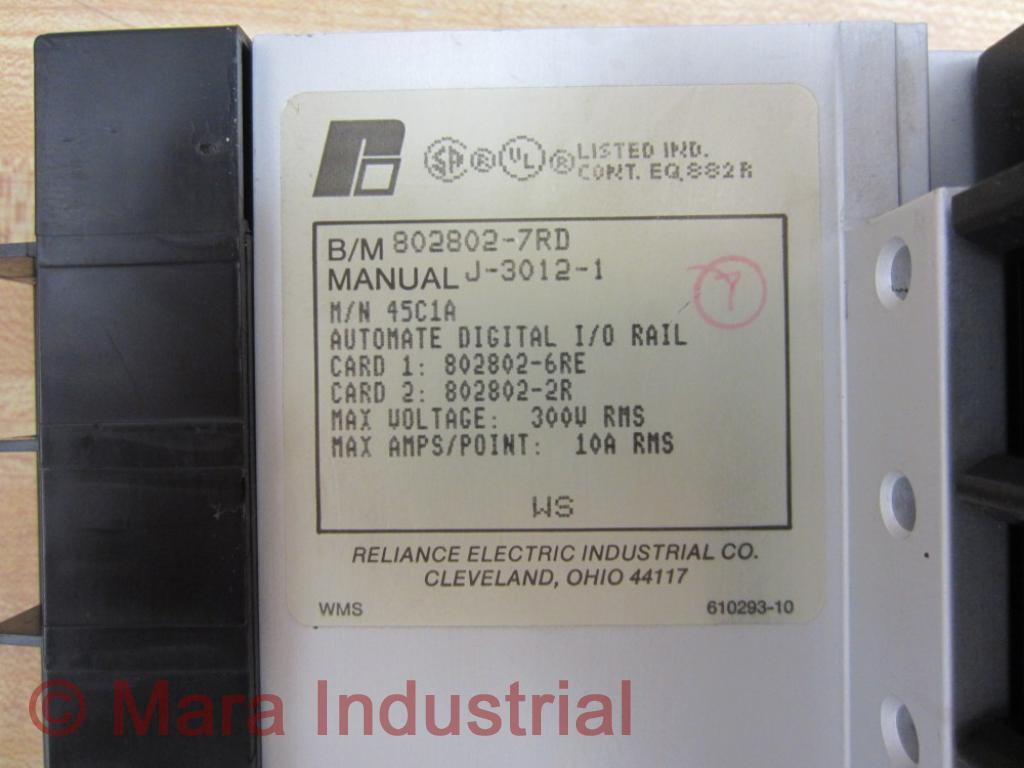 SA ® UL ® LISTED IND.
CONT. EQ.882R
B/M 802802-7RD
MANUAL J-3012-1
M/N 45C1A
AUTOMATE DIGITAL I/O RAIL
CARD 1: 802802-6RE
CARD 2: 802802-2R
MAX VOLTAGE: 300V RMS
MAX AMPS/POINT: 10A RMS
WS
RELIANCE ELECTRIC INDUSTRIAL CO.
CLEVELAND, OHIO 44117
WMS 610293-10
© Mara Industrial